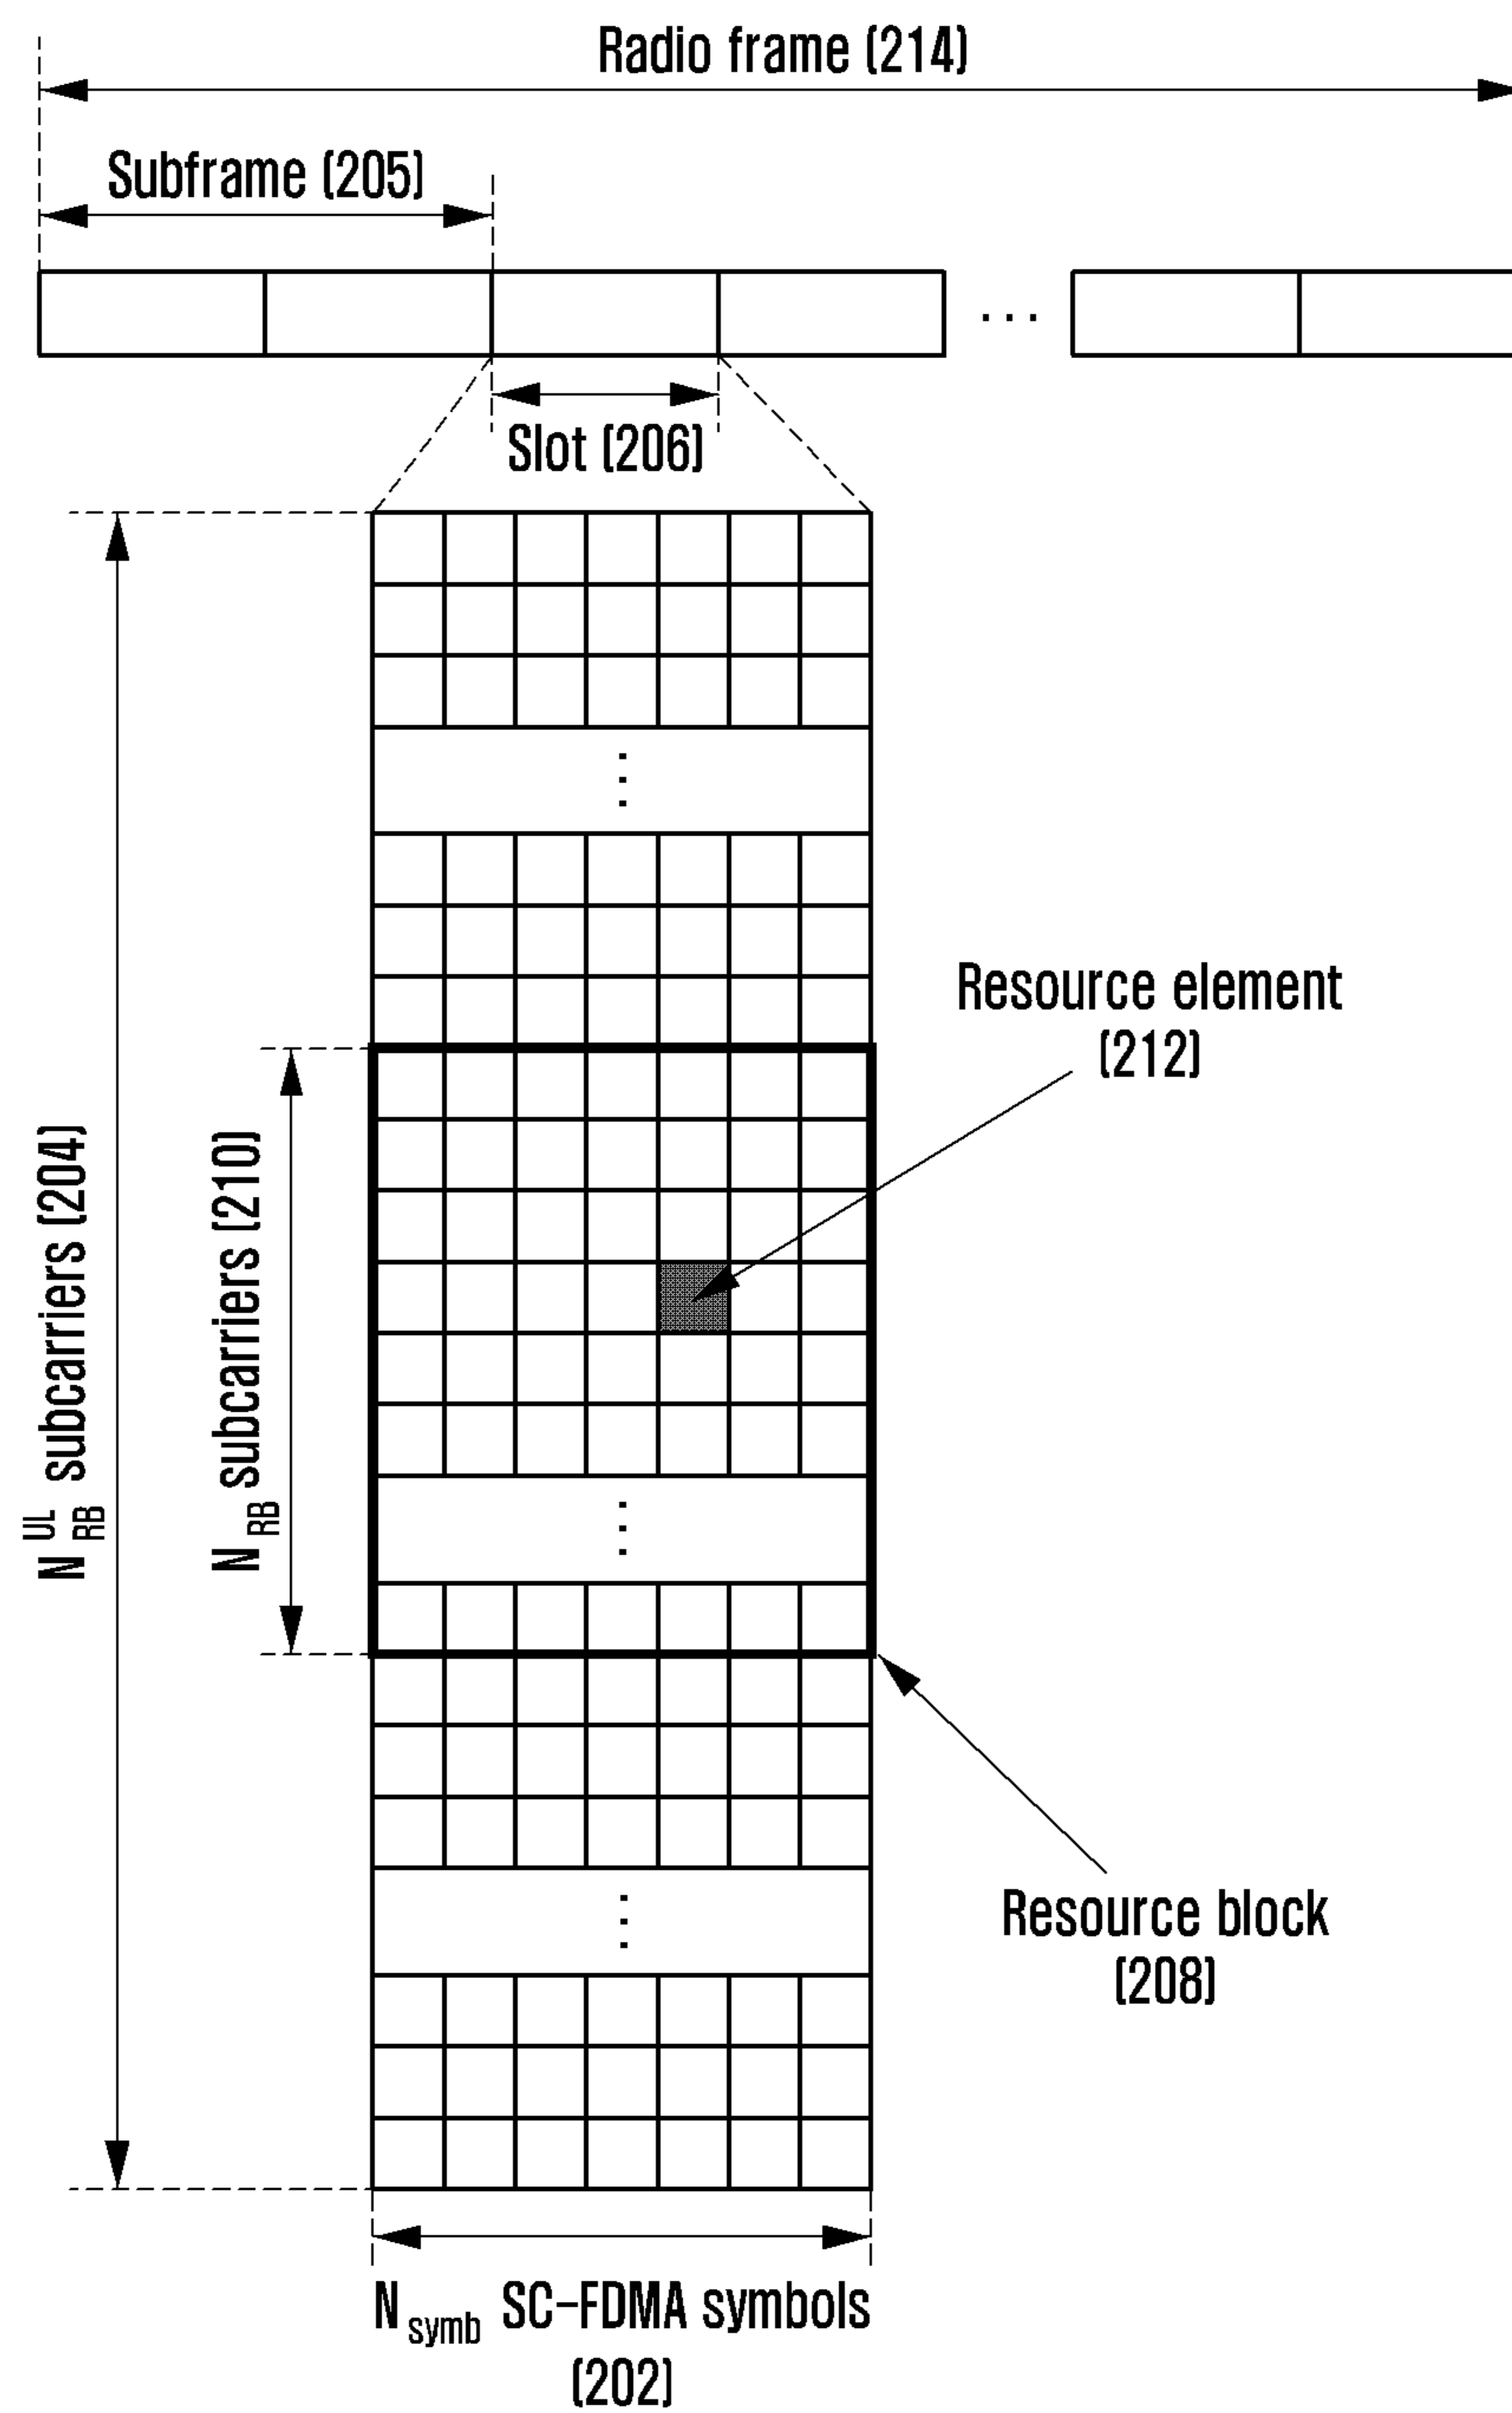 Radio frame (214)
Subframe (205)
...
Slot (206)
Resource element
(212)
N UL RB subcarriers (204)
N RB subcarriers (210)
Resource block
(208)
N symb SC-FDMA symbols
(202)